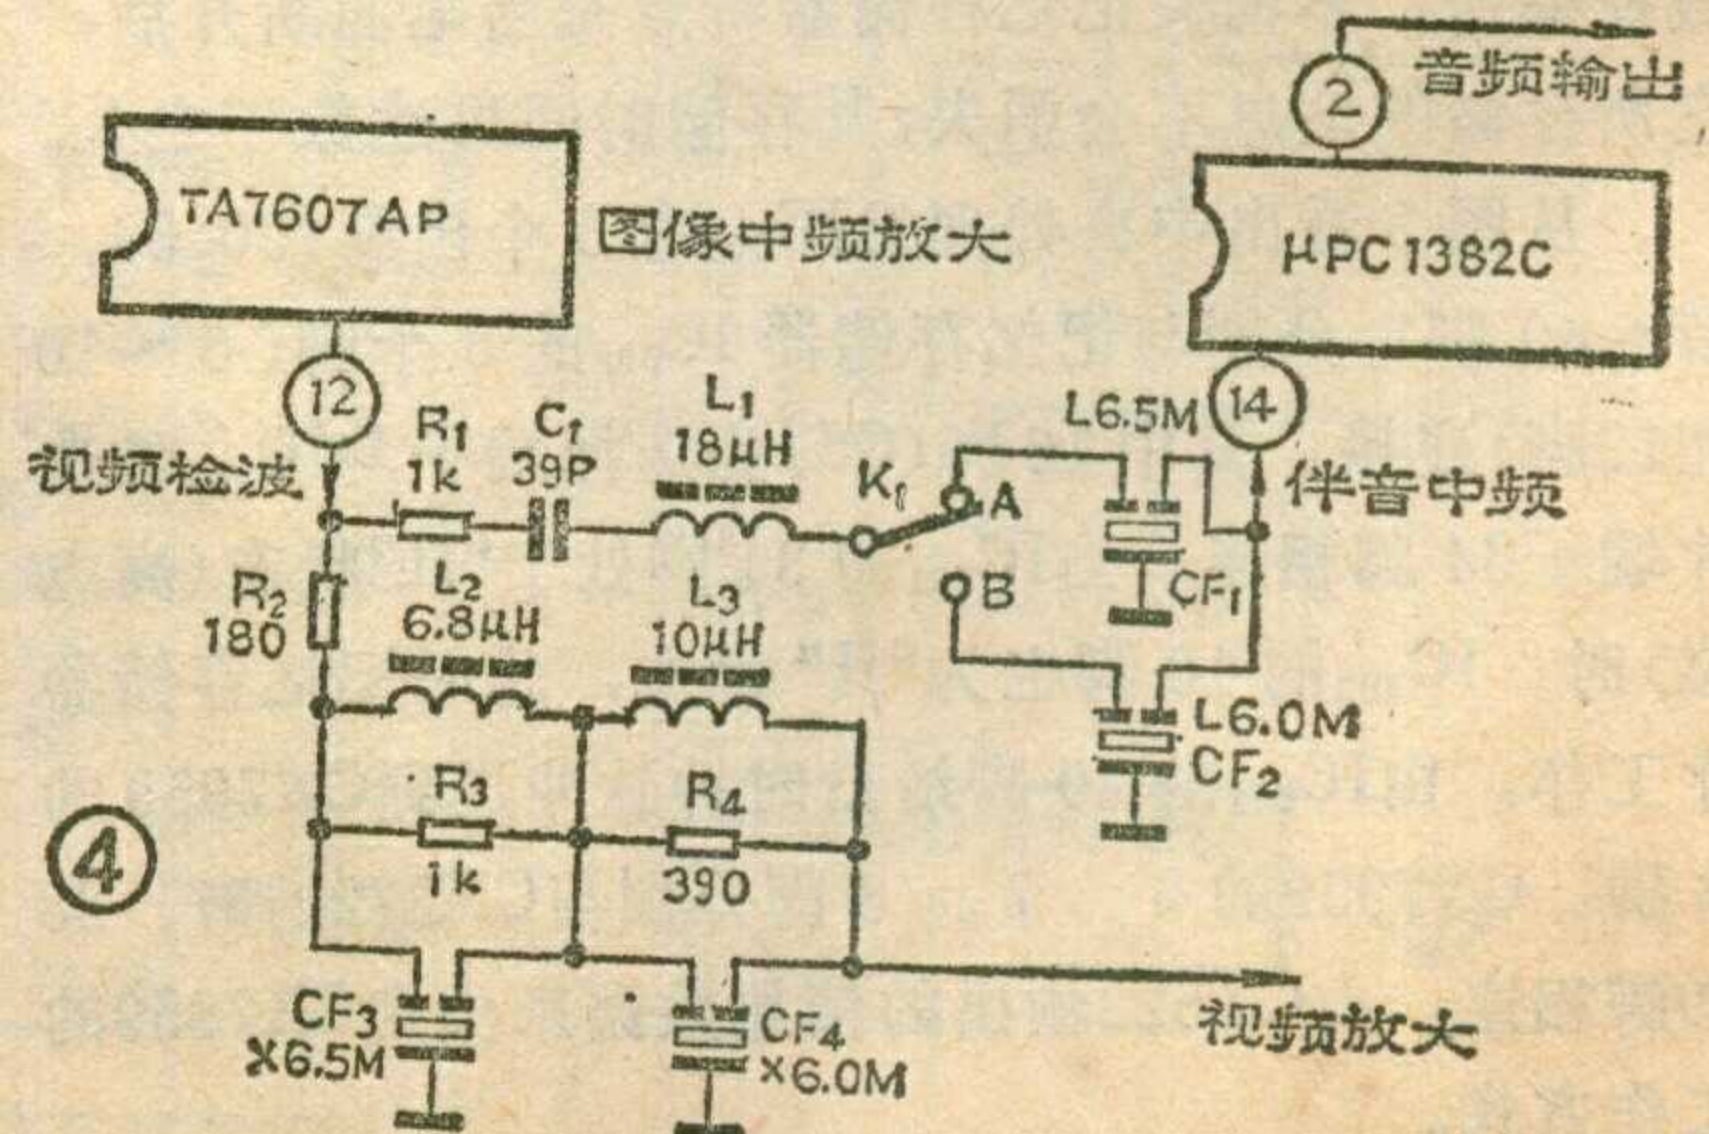 音频输出
2
TA7607AP
图像中频放大
μPC1382C
12
视频检波
R1
1k
C1
39P
L1
18μH
K1
A
B
L6.5M
14
伴音中频
CF1
R2
180
L2
6.8μH
L3
10μH
L6.0M
CF2
R3
1k
R4
390
④
CF3
X6.5M
CF4
X6.0M
视频放大